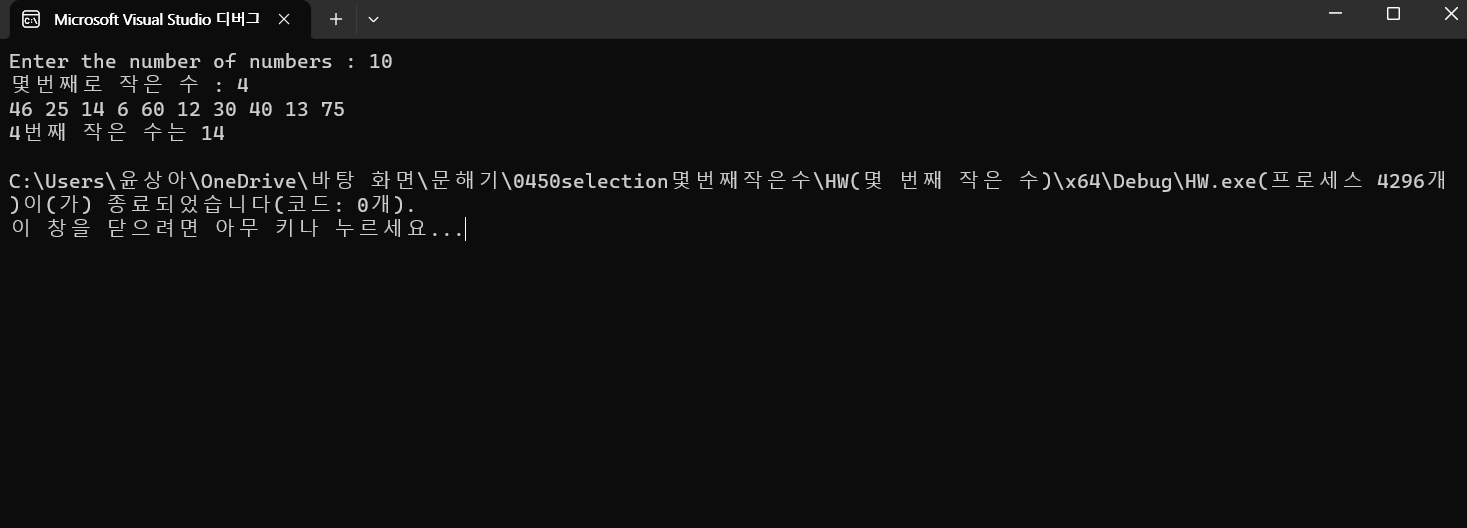 Microsoft Visual Studio 디버그
Enter the number of numbers : 10
몇번째로 작은 수 : 4
46 25 14 6 60 12 30 40 13 75
4번째 작은 수는 14
C:\Users\윤상아\OneDrive\바탕 화면\문해기\0450selection몇번째작은수\HW(몇 번째 작은 수)\x64\Debug\HW.exe(프로세스 4296개
)이(가) 종료되었습니다(코드: 0개).
이 창을 닫으려면 아무 키나 누르세요...